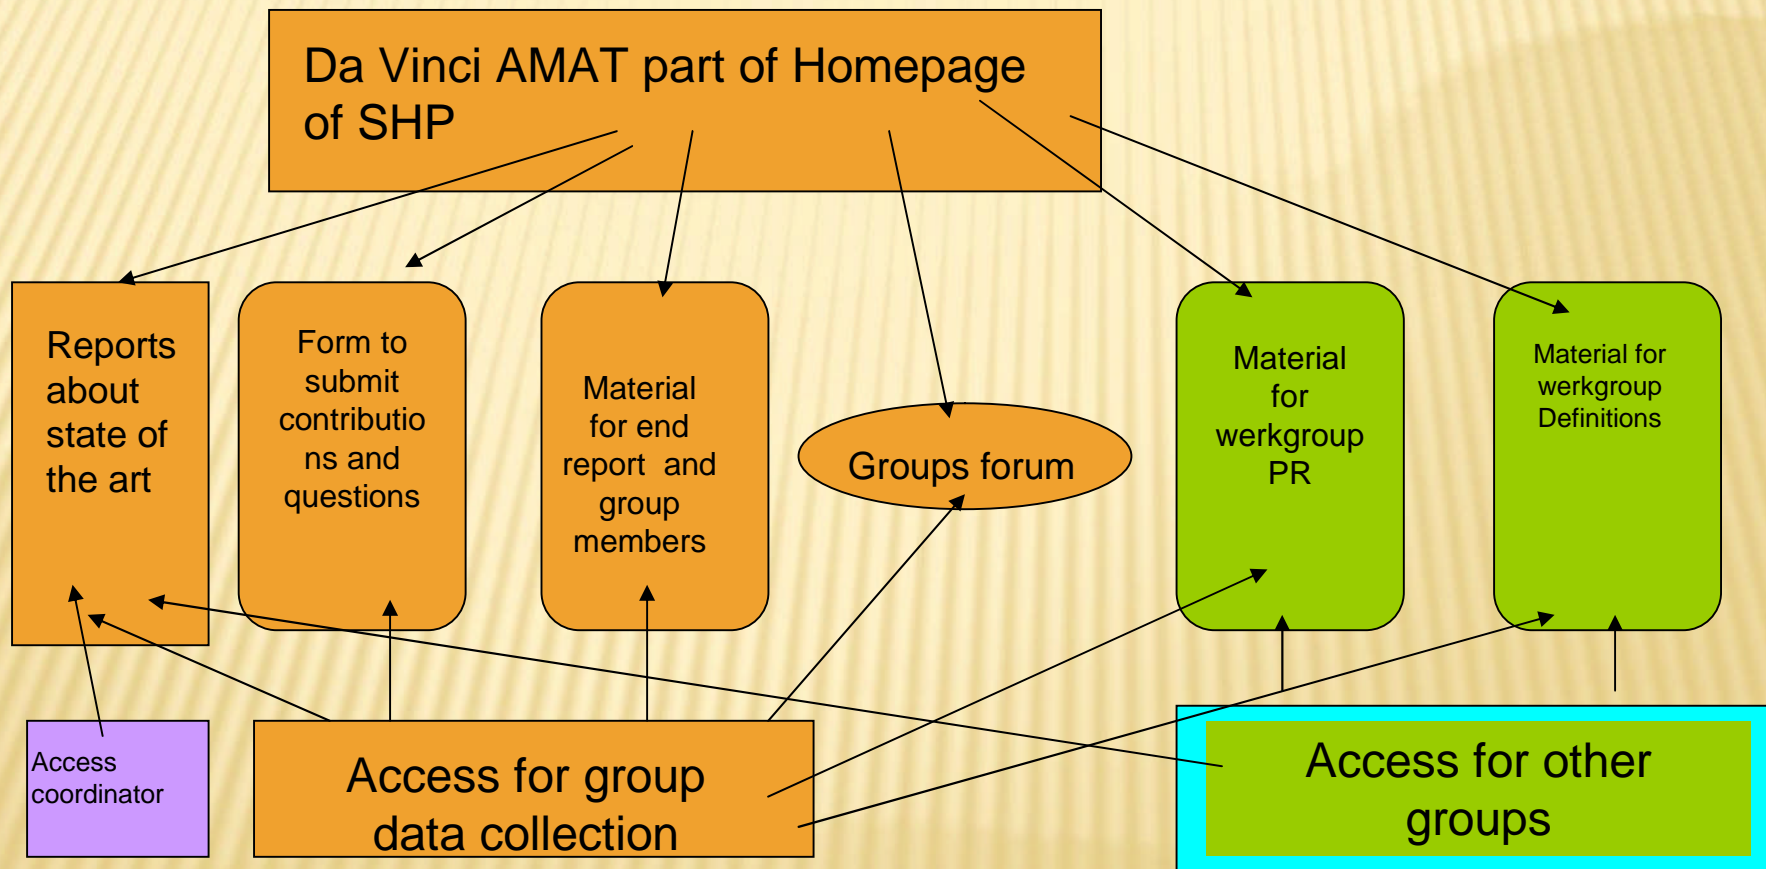 Da Vinci AMAT part of Homepage
of SHP
Reports
about
state of
the art
Form to
submit
contributio
ns and
questions
Material
for end
report and
group
members
Groups forum
Material
for
werkgroup
PR
Material for
werkgroup
Definitions
Access
coordinator
Access for group
data collection
Access for other
groups